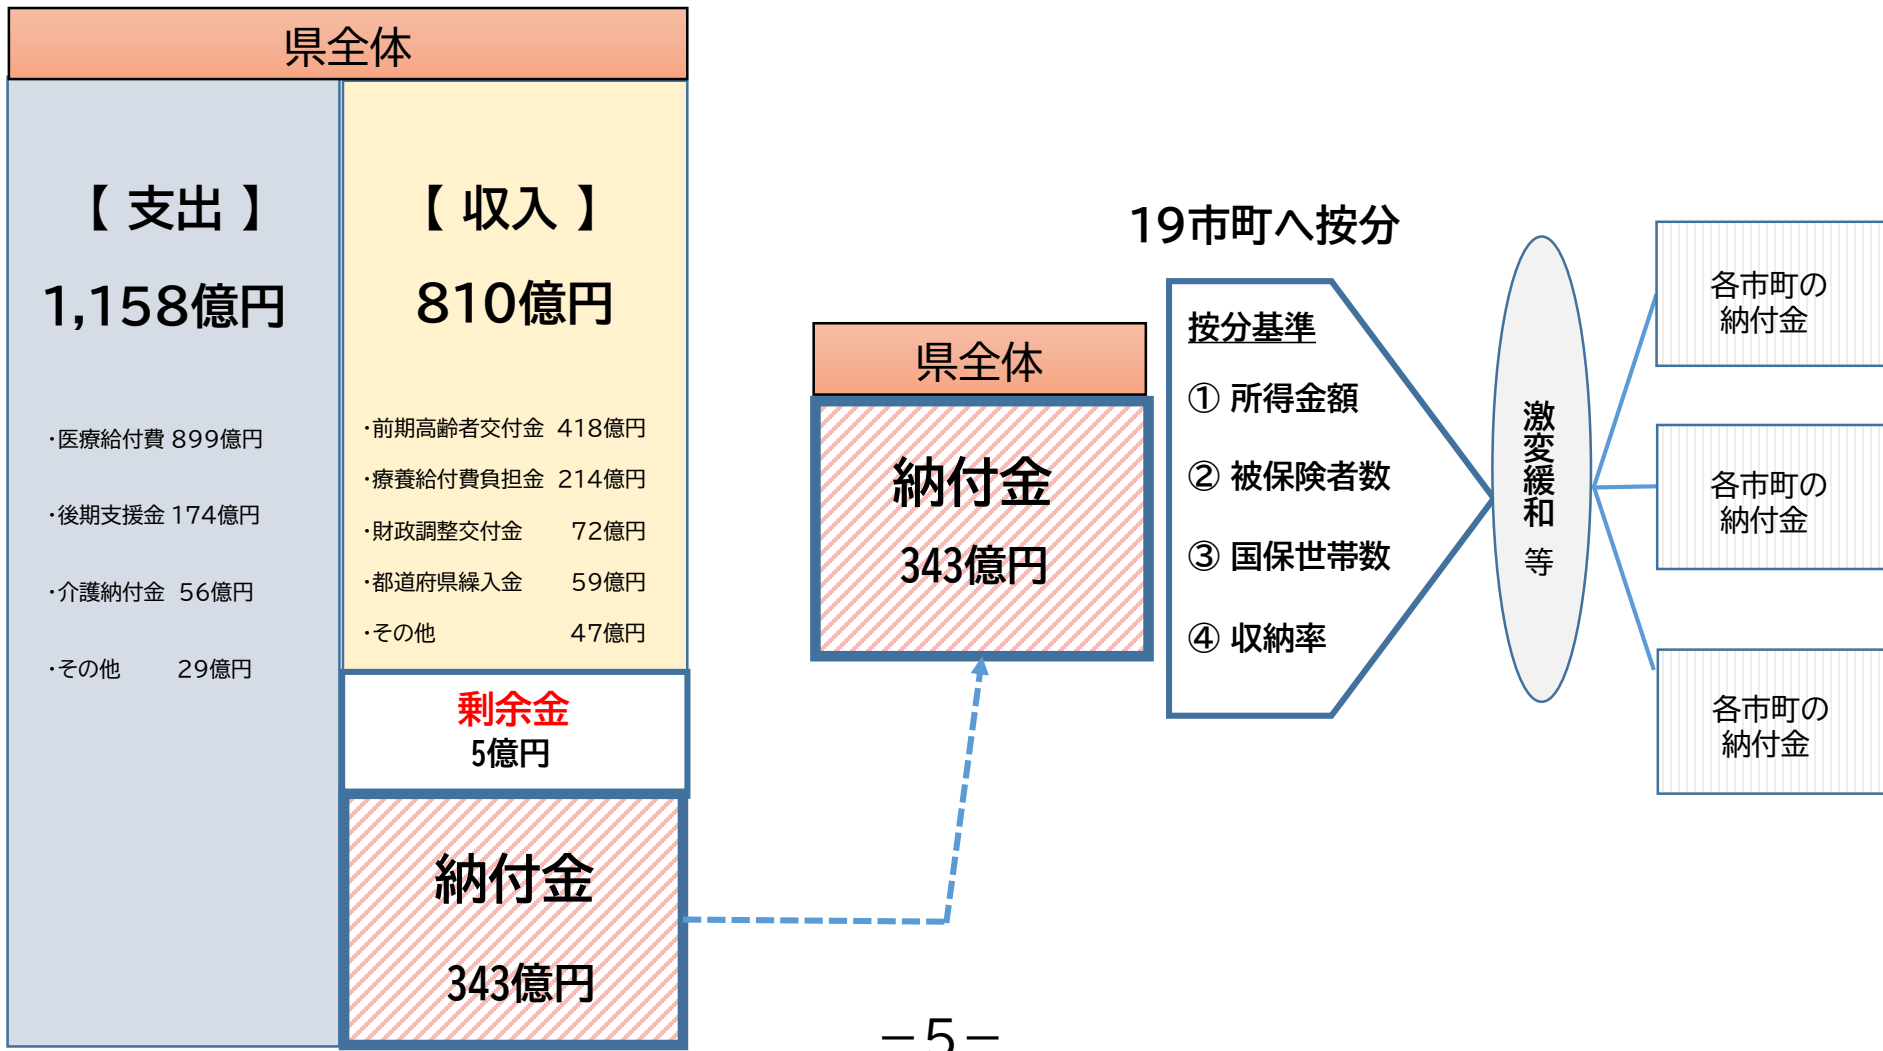 県全体
【 支出 】
1,158億円
・医療給付費 899億円
・後期支援金 174億円
・介護納付金 56億円
・その他 29億円
【 収入 】
810億円
・前期高齢者交付金 418億円
・療養給付費負担金 214億円
・財政調整交付金 72億円
・都道府県繰入金 59億円
・その他 47億円
剰余金
5億円
納付金
343億円
県全体
納付金
343億円
19市町へ按分
按分基準
① 所得金額
② 被保険者数
③ 国保世帯数
④ 収納率
激変緩和 等
各市町の
納付金
各市町の
納付金
各市町の
納付金
－5－